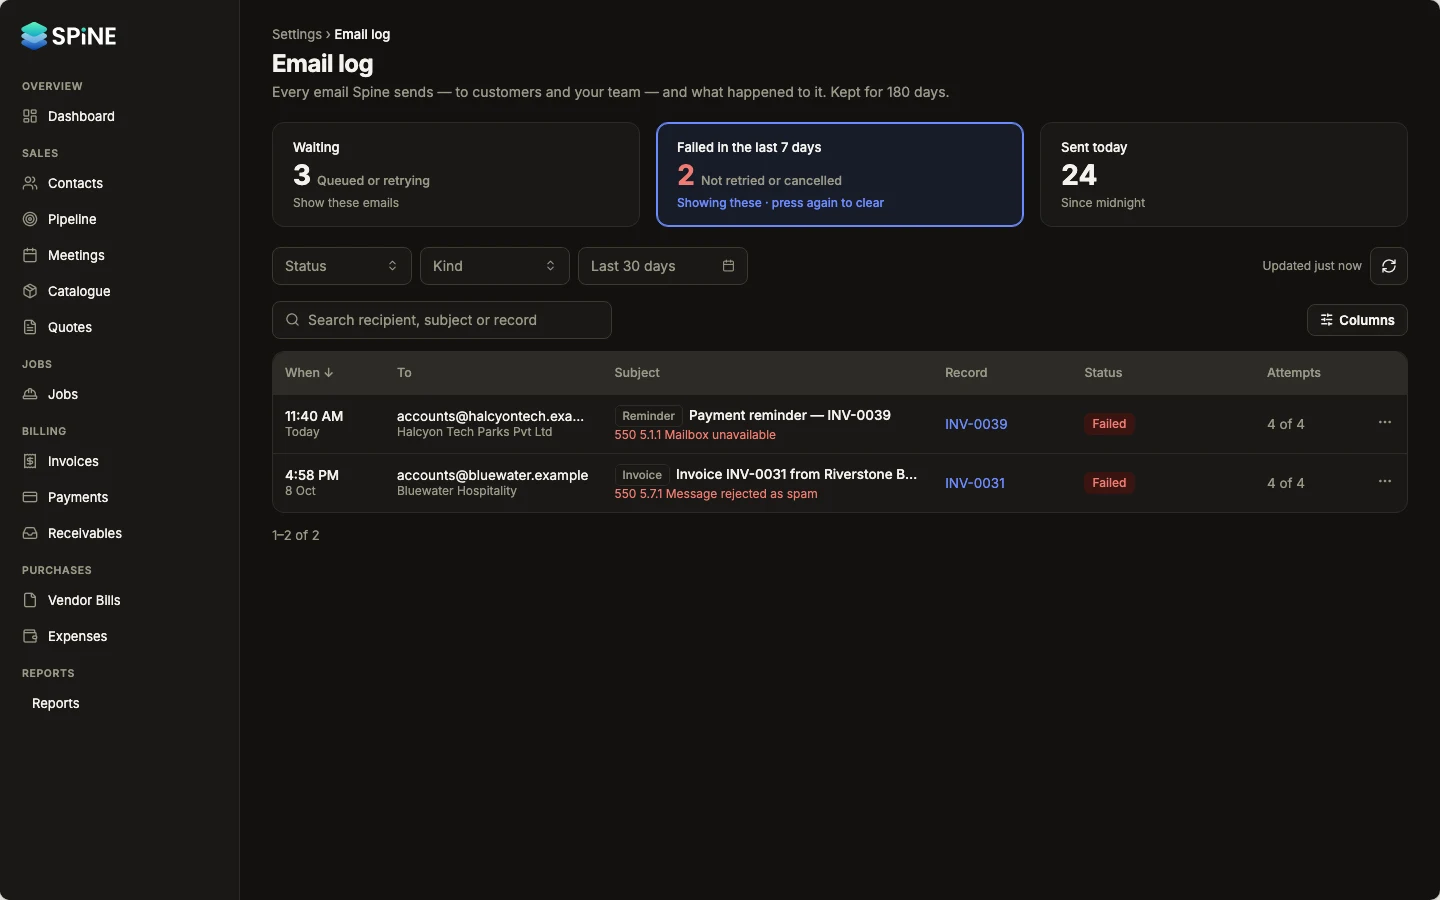 SPiNE
OVERVIEW
Dashboard
SALES
Contacts
Pipeline
Meetings
Catalogue
Quotes
JOBS
Jobs
BILLING
Invoices
Payments
Receivables
PURCHASES
Vendor Bills
Expenses
REPORTS
Reports
Settings › Email log
Email log
Every email Spine sends — to customers and your team — and what happened to it. Kept for 180 days.
Waiting
3 Queued or retrying
Show these emails
Failed in the last 7 days
2 Not retried or cancelled
Showing these · press again to clear
Sent today
24
Since midnight
Status Kind Last 30 days Updated just now
Search recipient, subject or record Columns
When ↓ To Subject Record Status Attempts
11:40 AM accounts@halcyontech.exa... Reminder Payment reminder — INV-0039 INV-0039 Failed 4 of 4 ...
Today Halcyon Tech Parks Pvt Ltd 550 5.1.1 Mailbox unavailable
4:58 PM accounts@bluewater.example Invoice Invoice INV-0031 from Riverstone B... INV-0031 Failed 4 of 4 ...
8 Oct Bluewater Hospitality 550 5.7.1 Message rejected as spam
1–2 of 2